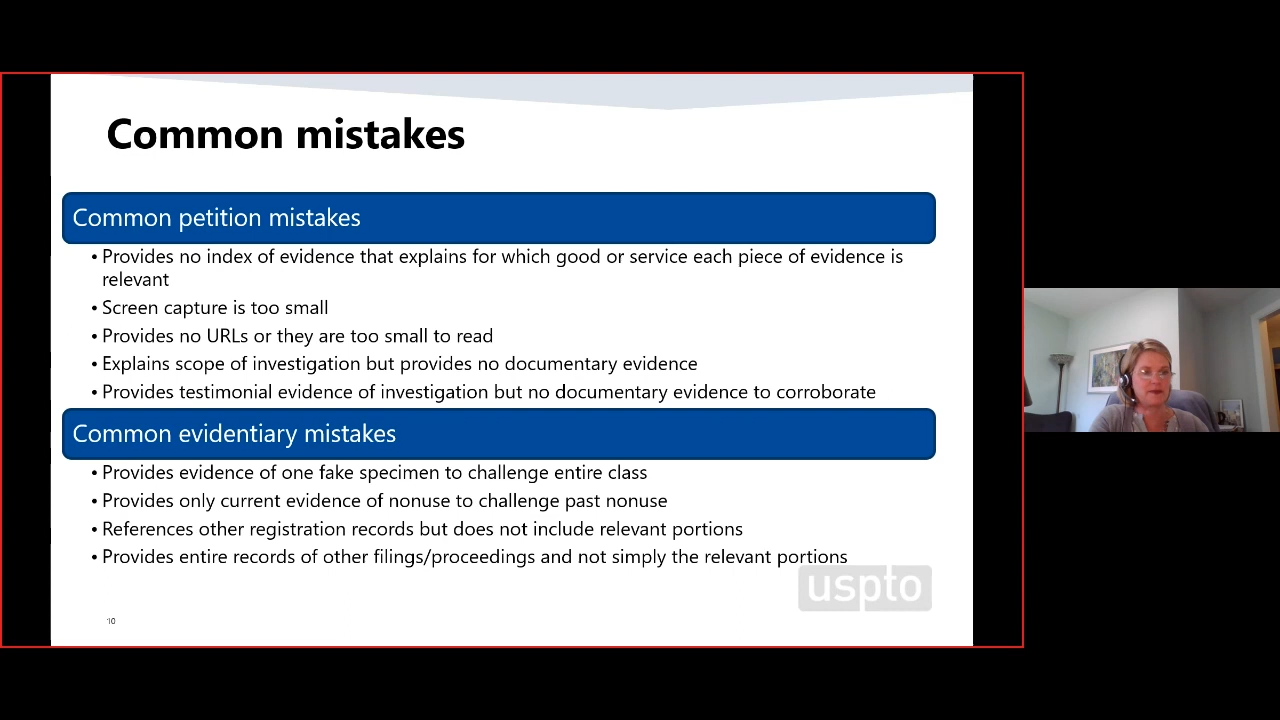 Common mistakes
Common petition mistakes
• Provides no index of evidence that explains for which good or service each piece of evidence is
relevant
• Screen capture is too small
• Provides no URLs or they are too small to read
• Explains scope of investigation but provides no documentary evidence
• Provides testimonial evidence of investigation but no documentary evidence to corroborate
Common evidentiary mistakes
• Provides evidence of one fake specimen to challenge entire class
• Provides only current evidence of nonuse to challenge past nonuse
• References other registration records but does not include relevant portions
• Provides entire records of other filings/proceedings and not simply the relevant portions
uspto
10